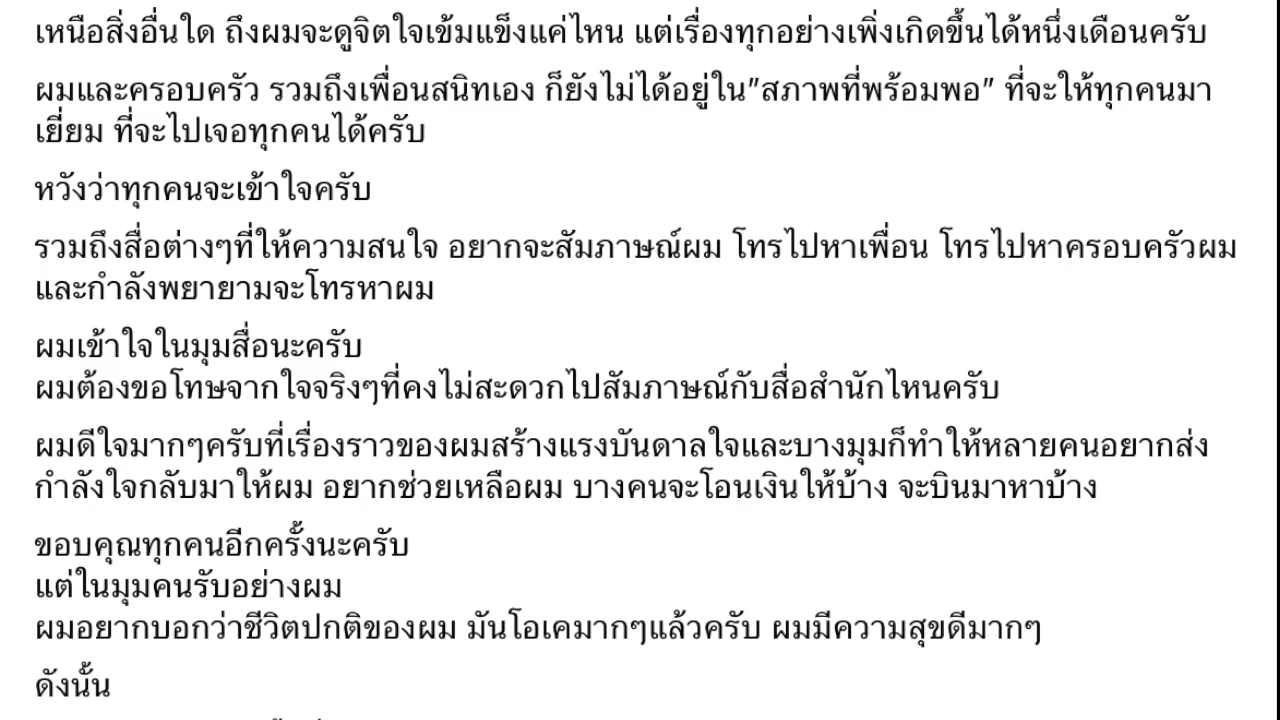 เหนือสิ่งอื่นใด ถึงผมจะดูจิตใจเข้มแข็งแค่ไหน แต่เรื่องทุกอย่างเพิ่งเกิดขึ้นได้หนึ่งเดือนครับ
ผมและครอบครัว รวมถึงเพื่อนสนิทเอง ก็ยังไม่ได้อยู่ใน"สภาพที่พร้อมพอ" ที่จะให้ทุกคนมา
เยี่ยม ที่จะไปเจอทุกคนได้ครับ
หวังว่าทุกคนจะเข้าใจครับ
รวมถึงสื่อต่างๆที่ให้ความสนใจ อยากจะสัมภาษณ์ผม โทรไปหาเพื่อน โทรไปหาครอบครัวผม
และกำลังพยายามจะโทรหาผม
ผมเข้าใจในมุมสื่อนะครับ
ผมต้องขอโทษจากใจจริงๆที่คงไม่สะดวกไปสัมภาษณ์กับสื่อสำนักไหนครับ
ผมดีใจมากๆครับที่เรื่องราวของผมสร้างแรงบันดาลใจและบางมุมก็ทำให้หลายคนอยากส่ง
กำลังใจกลับมาให้ผม อยากช่วยเหลือผม บางคนจะโอนเงินให้บ้าง จะบินมาหาบ้าง
ขอบคุณทุกคนอีกครั้งนะครับ
แต่ในมุมคนรับอย่างผม
ผมอยากบอกว่าชีวิตปกติของผม มันโอเคมากๆแล้วครับ ผมมีความสุขดีมากๆ
ดังนั้น